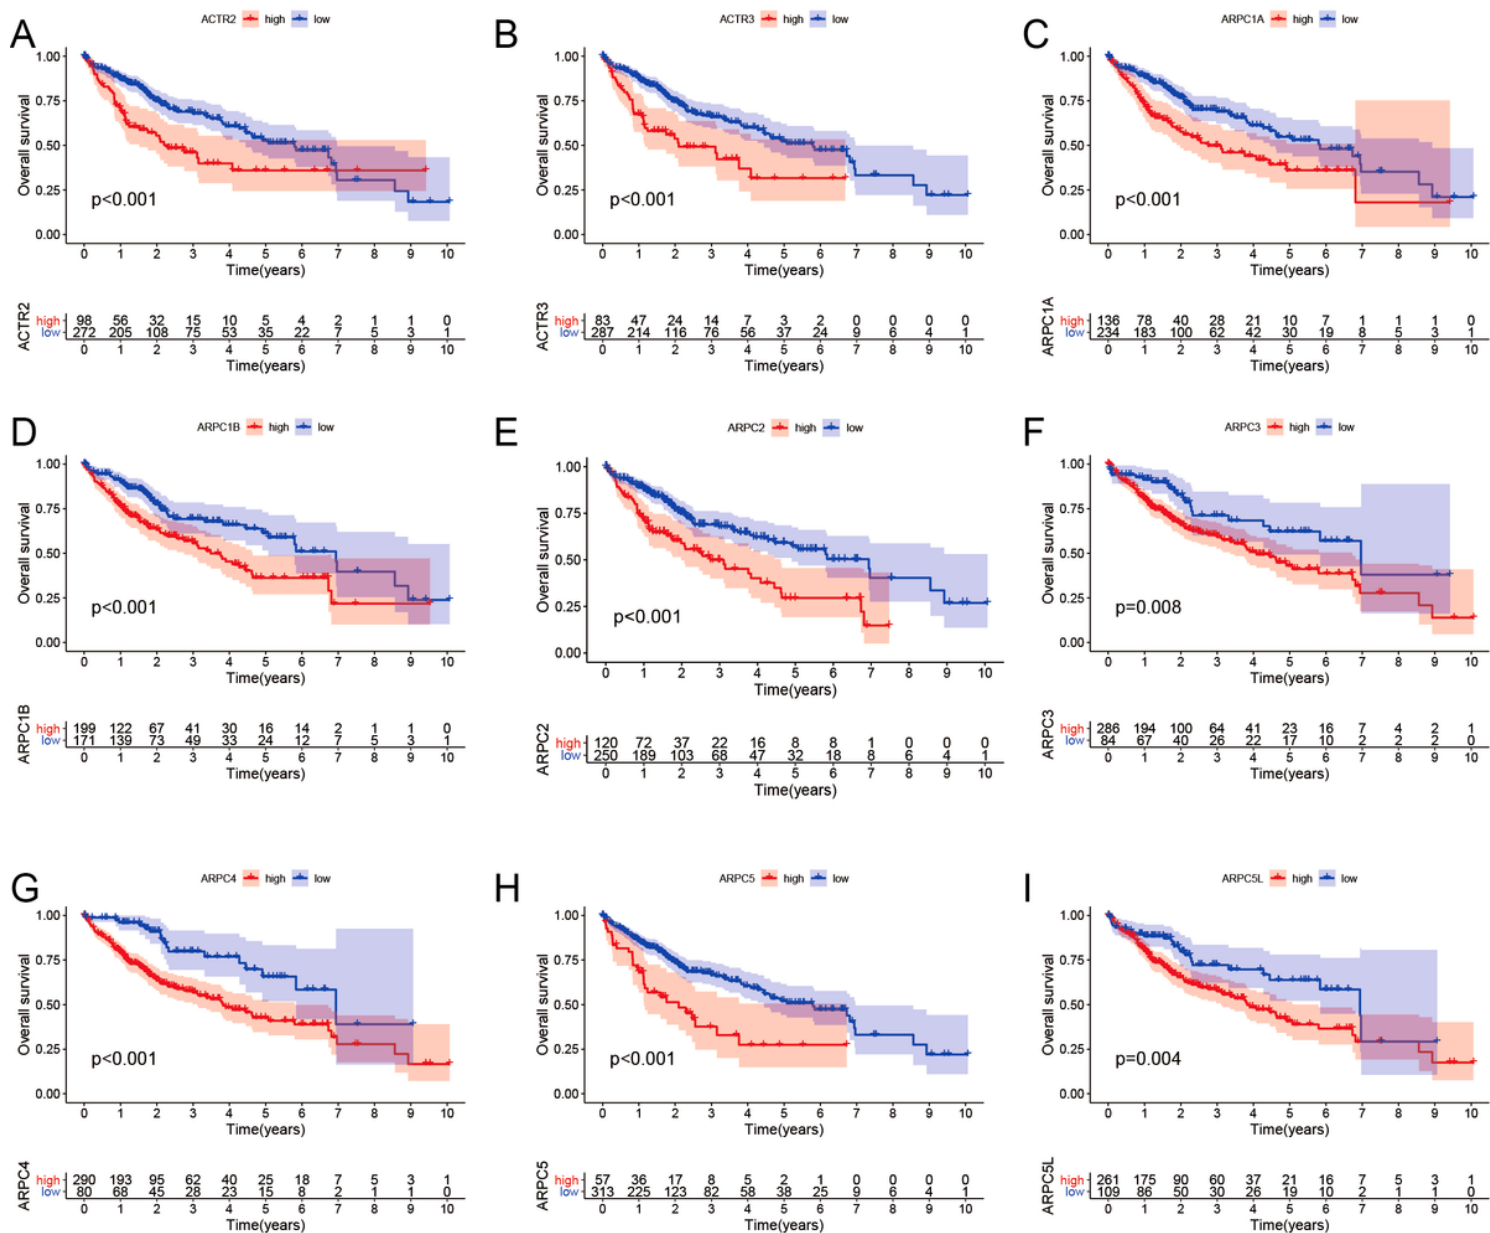 A
ACTR2 high low
Overall survival
1.00
0.75
0.50
0.25
0.00
p<0.001
0 1 2 3 4 5 6 7 8 9 10
Time(years)
ACTR2
high 98 56 32 15 10 5 4 2 1 1 0
low 272 205 108 75 53 35 22 7 5 3 1
0 1 2 3 4 5 6 7 8 9 10
Time(years)
B
ACTR3 high low
Overall survival
1.00
0.75
0.50
0.25
0.00
p<0.001
0 1 2 3 4 5 6 7 8 9 10
Time(years)
ACTR3
high 83 47 24 14 7 3 2 0 0 0 0
low 287 214 116 76 56 37 24 9 6 4 1
0 1 2 3 4 5 6 7 8 9 10
Time(years)
C
ARPC1A high low
Overall survival
1.00
0.75
0.50
0.25
0.00
p<0.001
0 1 2 3 4 5 6 7 8 9 10
Time(years)
ARPC1A
high 136 78 40 28 21 10 7 1 1 1 0
low 234 183 100 62 42 30 19 8 5 3 1
0 1 2 3 4 5 6 7 8 9 10
Time(years)
D
ARPC1B high low
Overall survival
1.00
0.75
0.50
0.25
0.00
p<0.001
0 1 2 3 4 5 6 7 8 9 10
Time(years)
ARPC1B
high 199 122 67 41 30 16 14 2 1 1 0
low 171 139 73 49 33 24 12 7 5 3 1
0 1 2 3 4 5 6 7 8 9 10
Time(years)
E
ARPC2 high low
Overall survival
1.00
0.75
0.50
0.25
0.00
p<0.001
0 1 2 3 4 5 6 7 8 9 10
Time(years)
ARPC2
high 120 72 37 22 16 8 8 1 0 0 0
low 250 189 103 68 47 32 18 8 6 4 1
0 1 2 3 4 5 6 7 8 9 10
Time(years)
F
ARPC3 high low
Overall survival
1.00
0.75
0.50
0.25
0.00
p=0.008
0 1 2 3 4 5 6 7 8 9 10
Time(years)
ARPC3
high 286 194 100 64 41 23 16 7 4 2 1
low 84 67 40 26 22 17 10 2 2 2 0
0 1 2 3 4 5 6 7 8 9 10
Time(years)
G
ARPC4 high low
Overall survival
1.00
0.75
0.50
0.25
0.00
p<0.001
0 1 2 3 4 5 6 7 8 9 10
Time(years)
ARPC4
high 290 193 95 62 40 25 18 7 5 3 1
low 80 68 45 28 23 15 8 2 1 1 0
0 1 2 3 4 5 6 7 8 9 10
Time(years)
H
ARPC5 high low
Overall survival
1.00
0.75
0.50
0.25
0.00
p<0.001
0 1 2 3 4 5 6 7 8 9 10
Time(years)
ARPC5
high 57 36 17 8 5 2 1 0 0 0 0
low 313 225 123 82 58 38 25 9 6 4 1
0 1 2 3 4 5 6 7 8 9 10
Time(years)
I
ARPC5L high low
Overall survival
1.00
0.75
0.50
0.25
0.00
p=0.004
0 1 2 3 4 5 6 7 8 9 10
Time(years)
ARPC5L
high 261 175 90 60 37 21 16 7 5 3 1
low 109 86 50 30 26 19 10 2 1 1 0
0 1 2 3 4 5 6 7 8 9 10
Time(years)